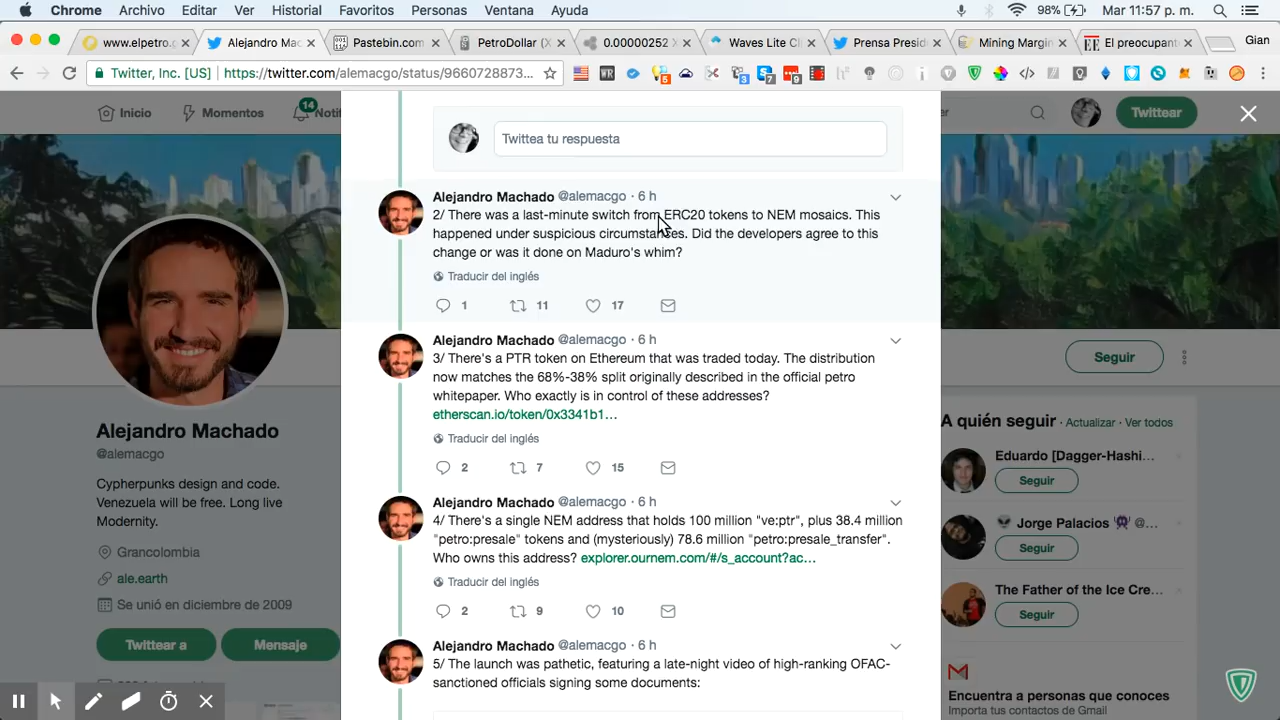 Chrome Archivo Editar Ver Historial Favoritos Personas Ventana Ayuda 98% Mar 11:57 p. m.
www.elpetro.g Alejandro Mac PasteBin.com PetroDollar (X 0.00000252 X Waves Lite Cli Prensa Presid Mining Margin El preocupant Gian
Twitter, Inc. [US] https://twitter.com/alemacgo/status/9660728873...
Inicio Momentos 14 Notif Twittear
Twittea tu respuesta
Alejandro Machado @alemacgo · 6 h
2/ There was a last-minute switch from ERC20 tokens to NEM mosaics. This
happened under suspicious circumstances. Did the developers agree to this
change or was it done on Maduro's whim?
Traducir del inglés
1 11 17
Alejandro Machado @alemacgo · 6 h
3/ There's a PTR token on Ethereum that was traded today. The distribution
now matches the 68%-38% split originally described in the official petro
whitepaper. Who exactly is in control of these addresses?
etherscan.io/token/0x3341b1…
Traducir del inglés
2 7 15
Alejandro Machado @alemacgo · 6 h
4/ There's a single NEM address that holds 100 million "ve:ptr", plus 38.4 million
"petro:presale" tokens and (mysteriously) 78.6 million "petro:presale_transfer".
Who owns this address? explorer.ournem.com/#/s_account?ac…
Traducir del inglés
2 9 10
Alejandro Machado @alemacgo · 6 h
5/ The launch was pathetic, featuring a late-night video of high-ranking OFAC-
sanctioned officials signing some documents:
Alejandro Machado
@alemacgo
Cypherpunks design and code.
Venezuela will be free. Long live
Modernity.
Grancolombia
ale.earth
Se unió en diciembre de 2009
Twittear a Mensaje
Seguir
A quién seguir · Actualizar · Ver todos
Eduardo [Dagger-Hashi...
Seguir
Jorge Palacios @...
Seguir
The Father of the Ice Cre...
Seguir
Encuentra a personas que conoces
Importa tus contactos de Gmail